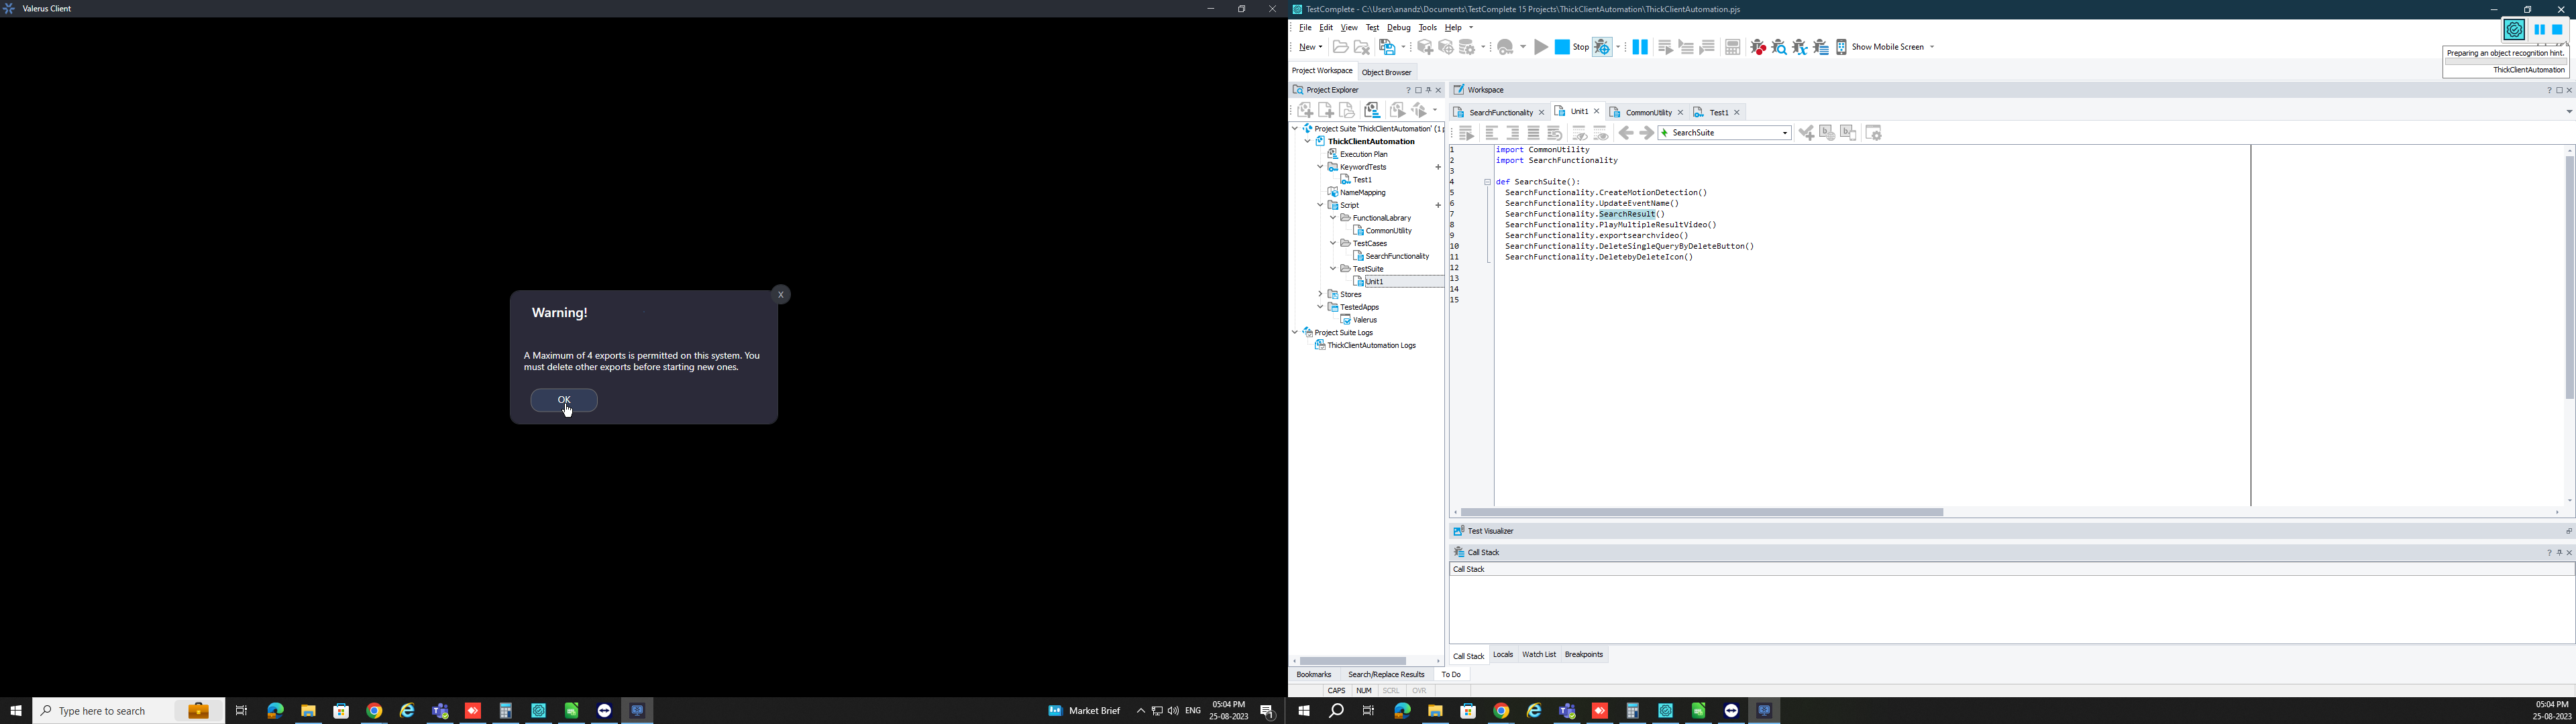 Valerus Client
Warning!
X
A Maximum of 4 exports is permitted on this system. You
must delete other exports before starting new ones.
OK
Type here to search
Market Brief
ENG
05:04 PM
25-08-2023
1
TestComplete - C:\Users\anandz\Documents\TestComplete 15 Projects\ThickClientAutomation\ThickClientAutomation.pjs
File Edit View Test Debug Tools Help
New
Stop
Show Mobile Screen
Preparing an object recognition hint.
ThickClientAutomation
Project Workspace
Object Browser
Project Explorer
Project Suite 'ThickClientAutomation' (1
ThickClientAutomation
Execution Plan
KeywordTests
Test1
NameMapping
Script
FunctionalLabrary
CommonUtility
TestCases
SearchFunctionality
TestSuite
Unit1
Stores
TestedApps
Valerus
Project Suite Logs
ThickClientAutomation Logs
Workspace
SearchFunctionality
Unit1
CommonUtility
Test1
SearchSuite
1 import CommonUtility
2 import SearchFunctionality
3
4 def SearchSuite():
5 SearchFunctionality.CreateMotionDetection()
6 SearchFunctionality.UpdateEventName()
7 SearchFunctionality.SearchResult()
8 SearchFunctionality.PlayMultipleResultVideo()
9 SearchFunctionality.exportsearchvideo()
10 SearchFunctionality.DeleteSingleQueryByDeleteButton()
11 SearchFunctionality.DeletebyDeleteIcon()
12
13
14
15
Test Visualizer
Call Stack
Call Stack
Call Stack Locals Watch List Breakpoints
Bookmarks Search/Replace Results To Do
CAPS NUM SCRL OVR
05:04 PM
25-08-2023